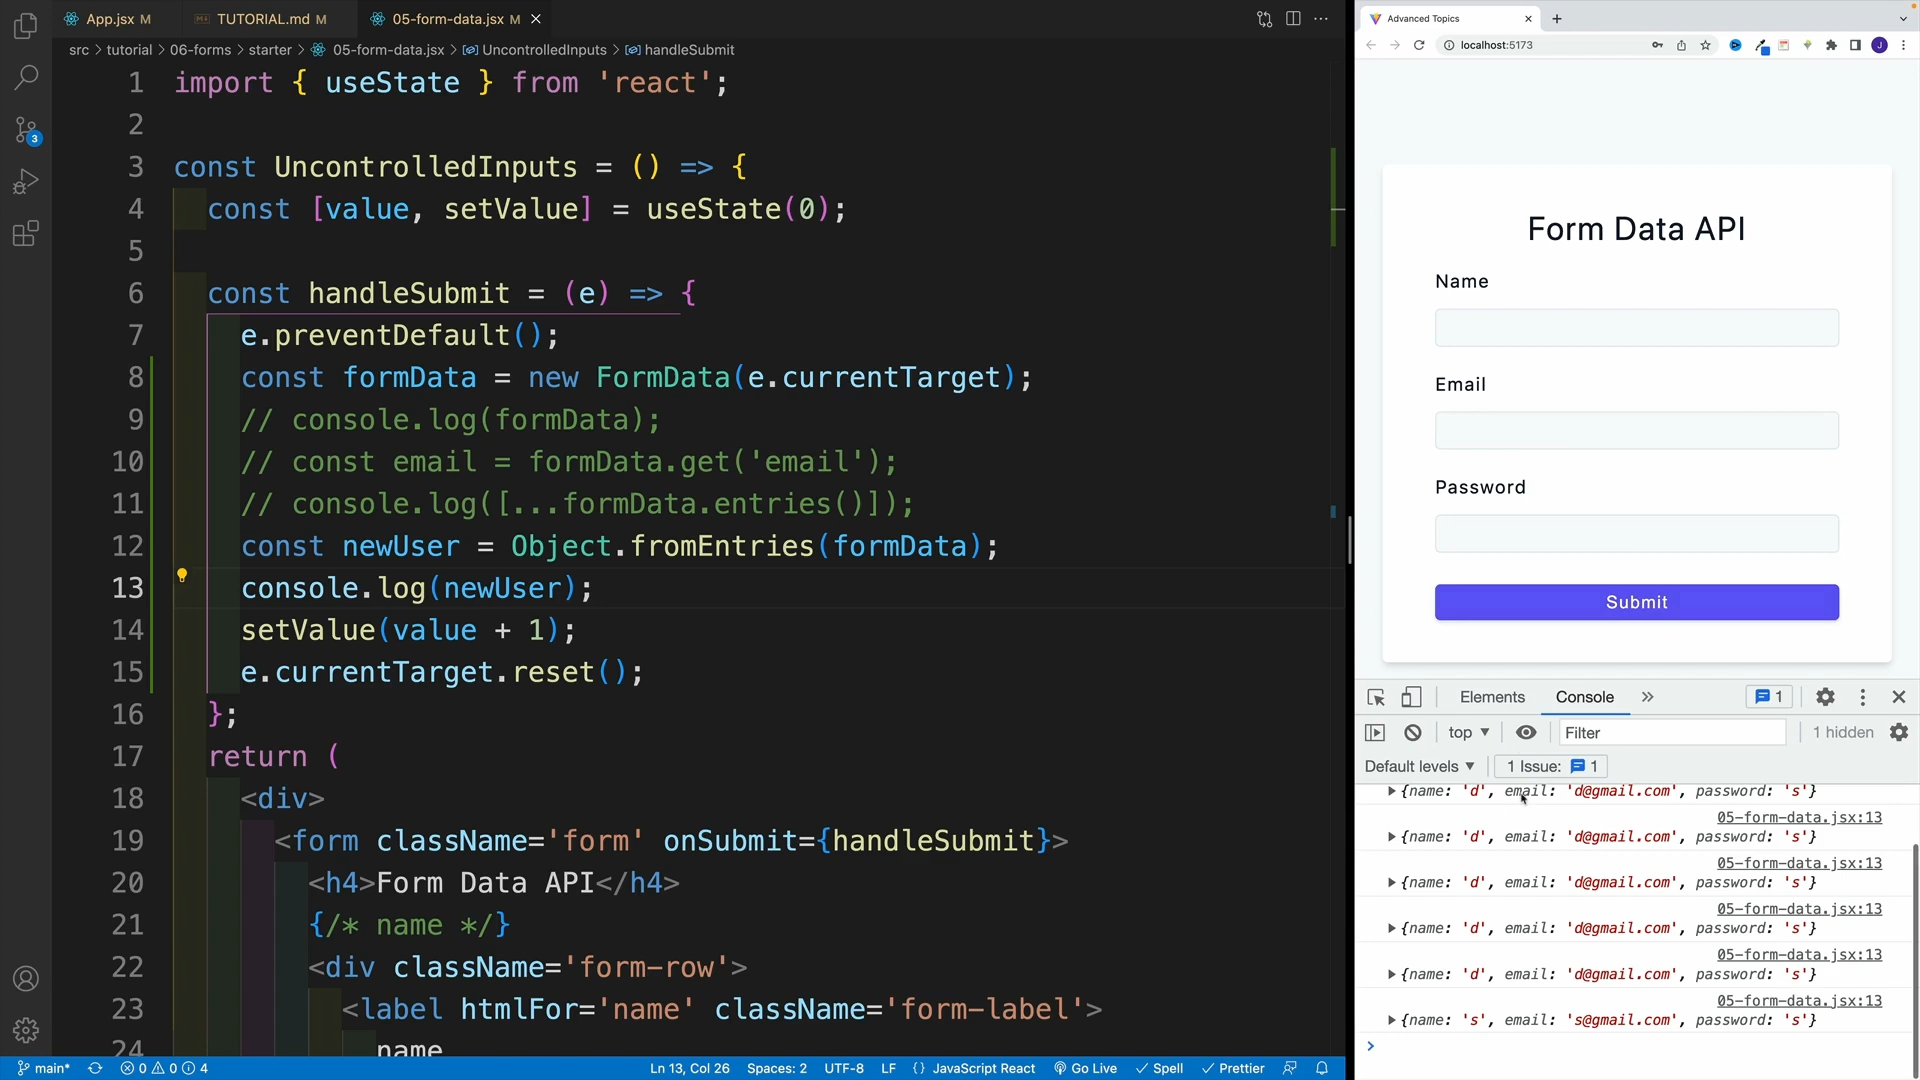 App.jsx M
TUTORIAL.md M
05-form-data.jsx M
src > tutorial > 06-forms > starter > 05-form-data.jsx > UncontrolledInputs > handleSubmit
3
1 import { useState } from 'react';
2
3 const UncontrolledInputs = () => {
4 const [value, setValue] = useState(0);
5
6 const handleSubmit = (e) => {
7 e.preventDefault();
8 const formData = new FormData(e.currentTarget);
9 // console.log(formData);
10 // const email = formData.get('email');
11 // console.log([...formData.entries()]);
12 const newUser = Object.fromEntries(formData);
13 console.log(newUser);
14 setValue(value + 1);
15 e.currentTarget.reset();
16 };
17 return (
18 <div>
19 <form className='form' onSubmit={handleSubmit}>
20 <h4>Form Data API</h4>
21 {/* name */}
22 <div className='form-row'>
23 <label htmlFor='name' className='form-label'>
24 name
main* 0 0 4 Ln 13, Col 26 Spaces: 2 UTF-8 LF {} JavaScript React Go Live Spell Prettier
Advanced Topics
localhost:5173
J
Form Data API
Name
Email
Password
Submit
Elements Console 1
top Filter 1 hidden
Default levels 1 Issue: 1
{name: 'd', email: 'd@gmail.com', password: 's'}
05-form-data.jsx:13
{name: 'd', email: 'd@gmail.com', password: 's'}
05-form-data.jsx:13
{name: 'd', email: 'd@gmail.com', password: 's'}
05-form-data.jsx:13
{name: 'd', email: 'd@gmail.com', password: 's'}
05-form-data.jsx:13
{name: 'd', email: 'd@gmail.com', password: 's'}
05-form-data.jsx:13
{name: 's', email: 's@gmail.com', password: 's'}